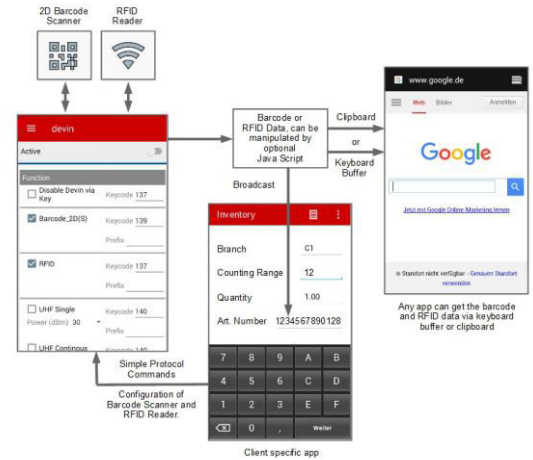 2D Barcode
Scanner
RFID
Reader
devin
Active
Function
Disable Devin via
Key
Keycode 137
Barcode_2D(S)
Keycode 139
Prefix
RFID
Keycode 137
Prefix
UHF Single
Keycode 140
Power (dBm) 30
Prefix
UHF Continous
Keycode 140
Barcode or
RFID Data, can be
manipulated by
optional
Java Script
Clipboard
or
Keyboard
Buffer
Broadcast
Inventory
Branch C1
Counting Range 12
Quantity 1.00
Art. Number 1234567890128
7 8 9 A B
4 5 6 C D
1 2 3 E F
0 , Weiter
Client specific app
Simple Protocol
Commands
Configuration of
Barcode Scanner and
RFID Reader.
www.google.de
Web Bilder Anmelden
Google
Jetzt mit Google Online-Marketing lernen
Standort nicht verfügbar - Genauen Standort
verwenden
Any app can get the barcode
and RFID data via keyboard
buffer or clipboard